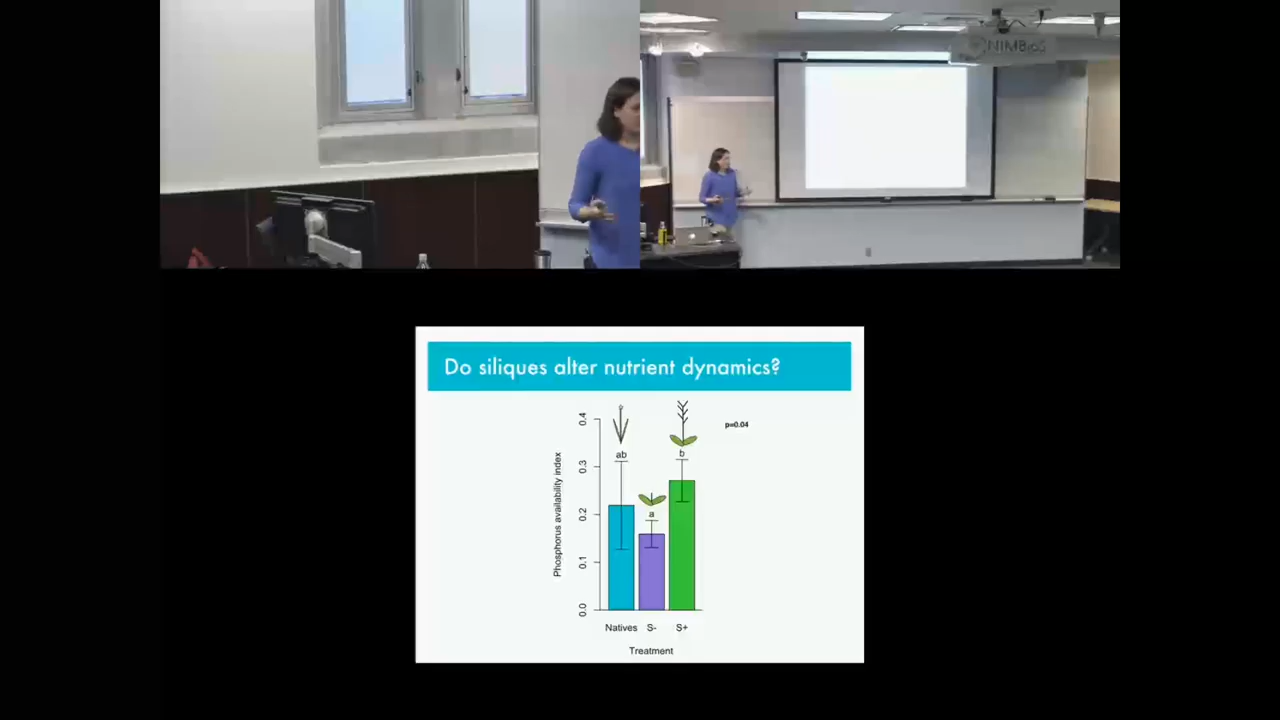 NIMBioS
Do siliques alter nutrient dynamics?
p=0.04
ab
b
a
Phosphorus availability index
0.4
0.3
0.2
0.1
0.0
Natives S- S+
Treatment